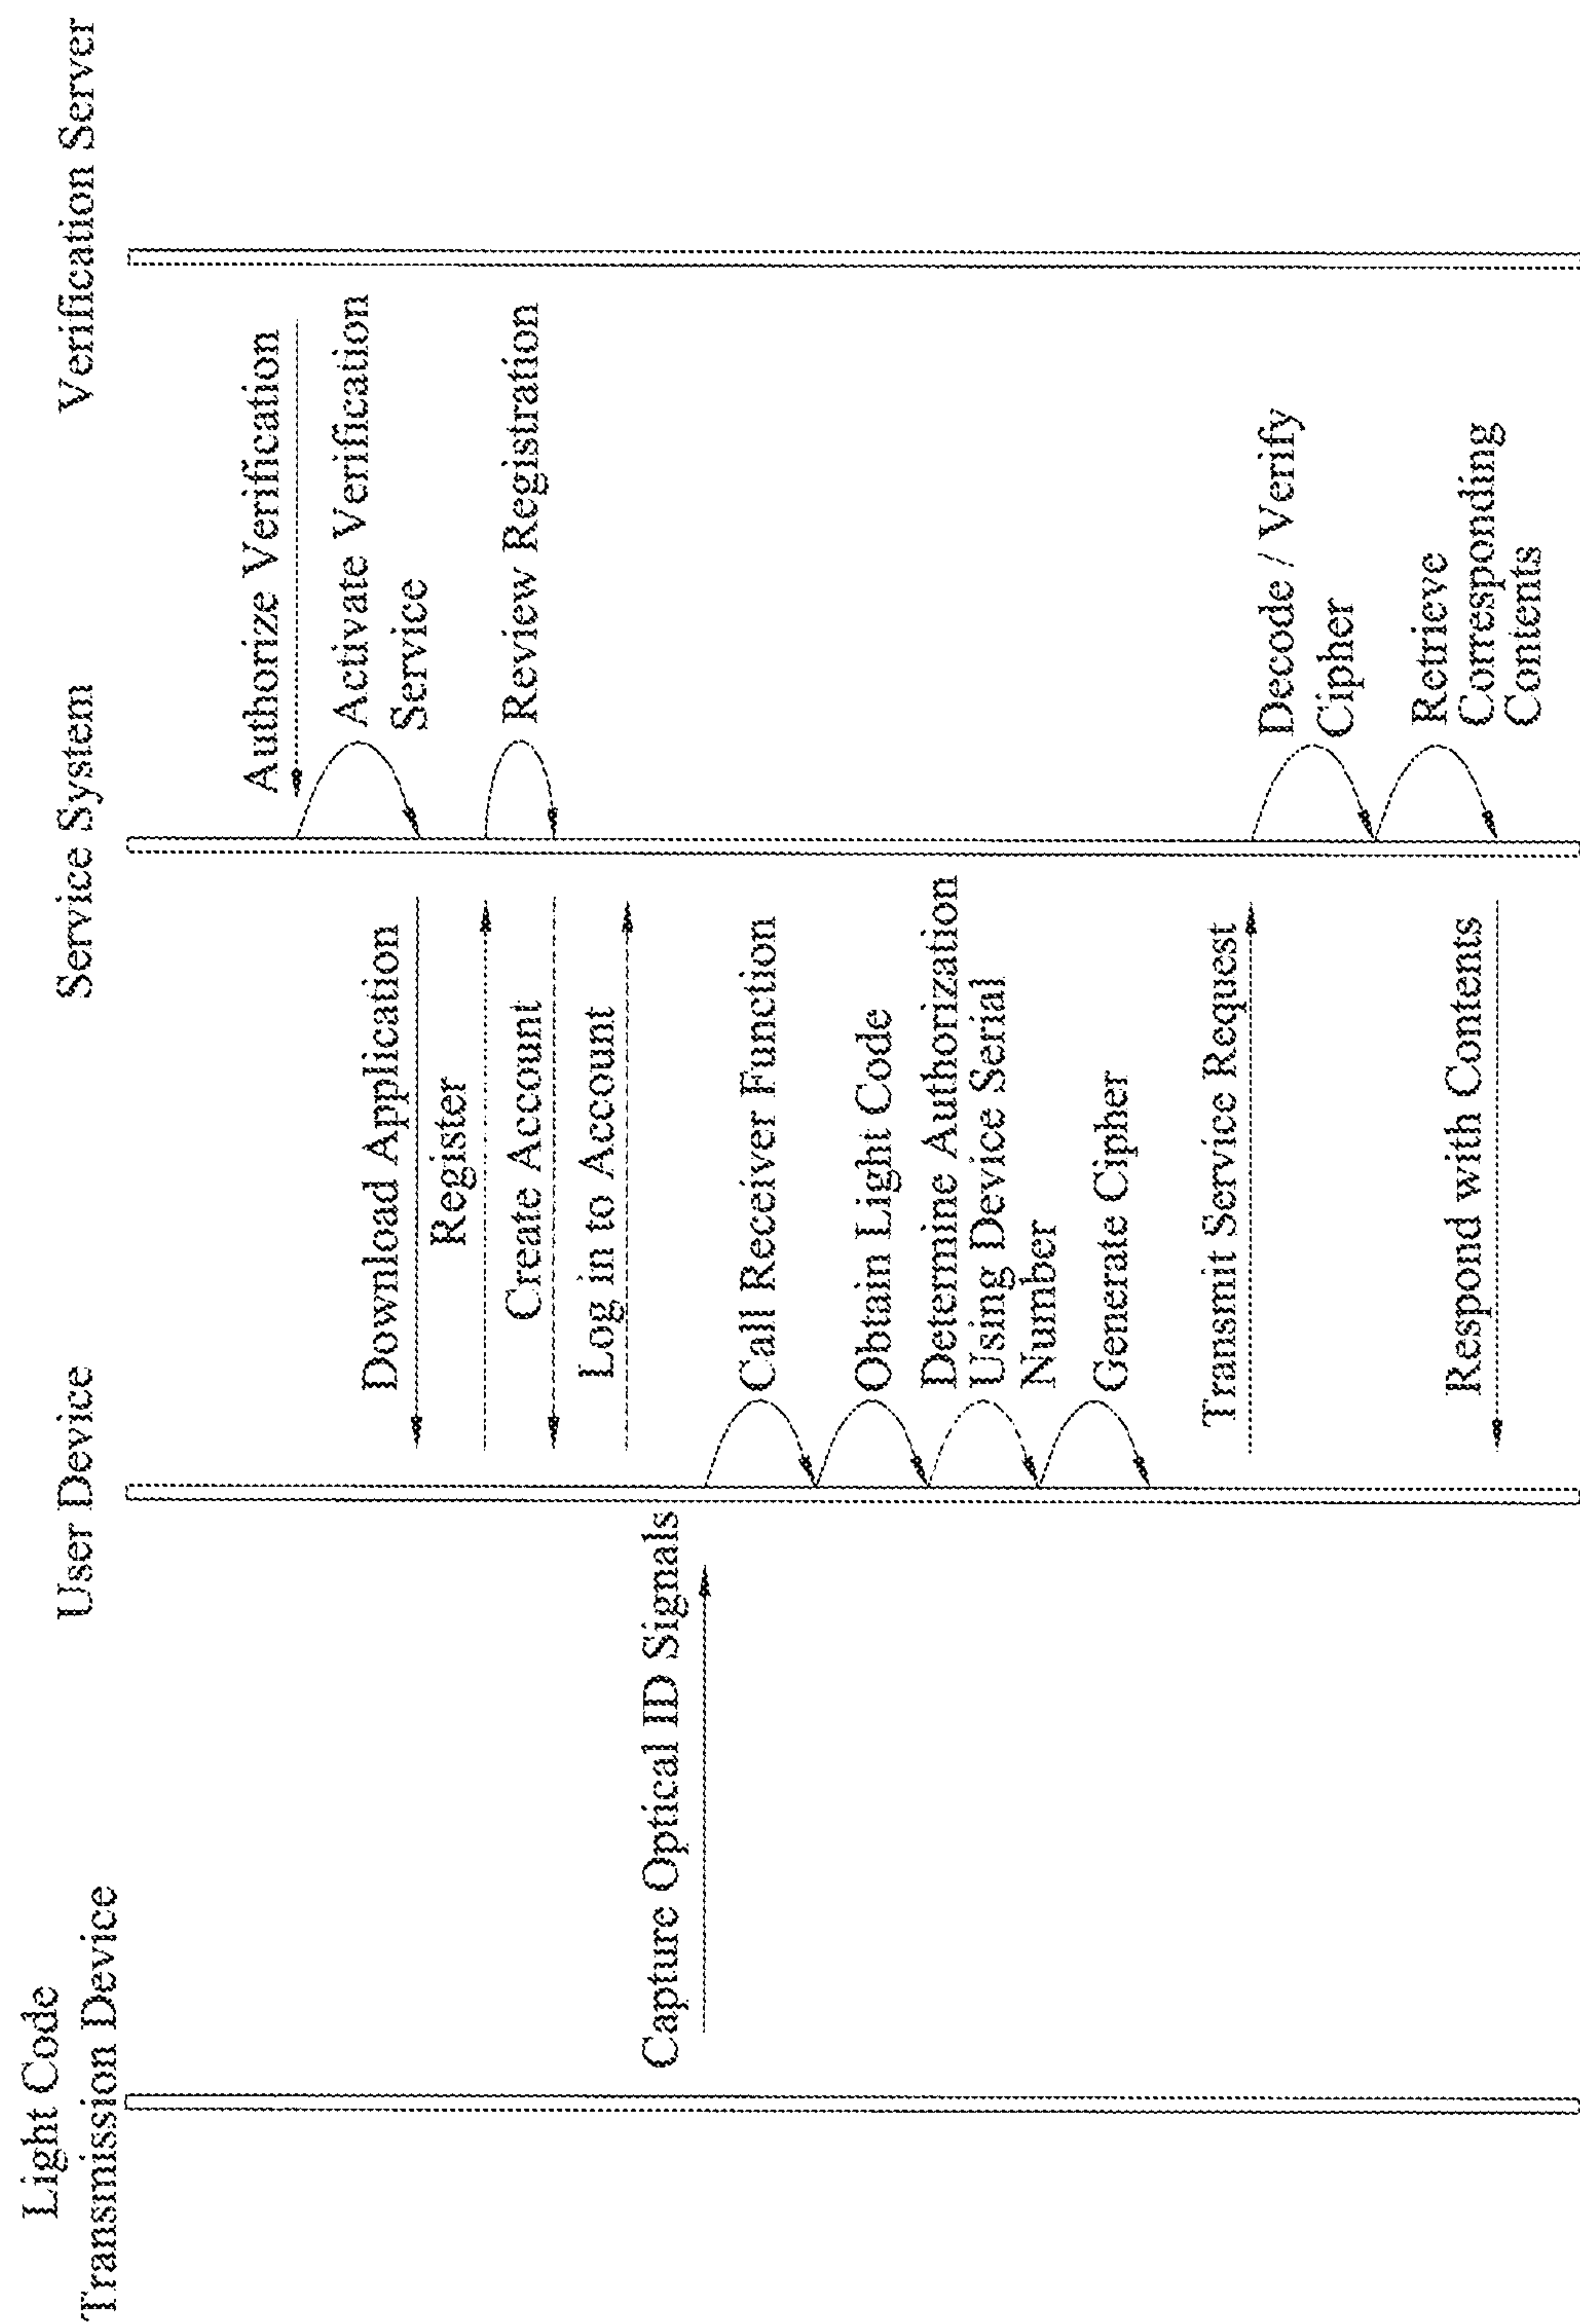 Light Code
Transmission Device
User Device
Service System
Verification Server
Authorize Verification
Activate Verification
Service
Download Application
Register
Review Registration
Create Account
Log in to Account
Capture Optical ID Signals
Call Receiver Function
Obtain Light Code
Determine Authorization
Using Device Serial
Number
Generate Cipher
Transmit Service Request
Decode / Verify
Cipher
Retrieve
Corresponding
Contents
Respond with Contents